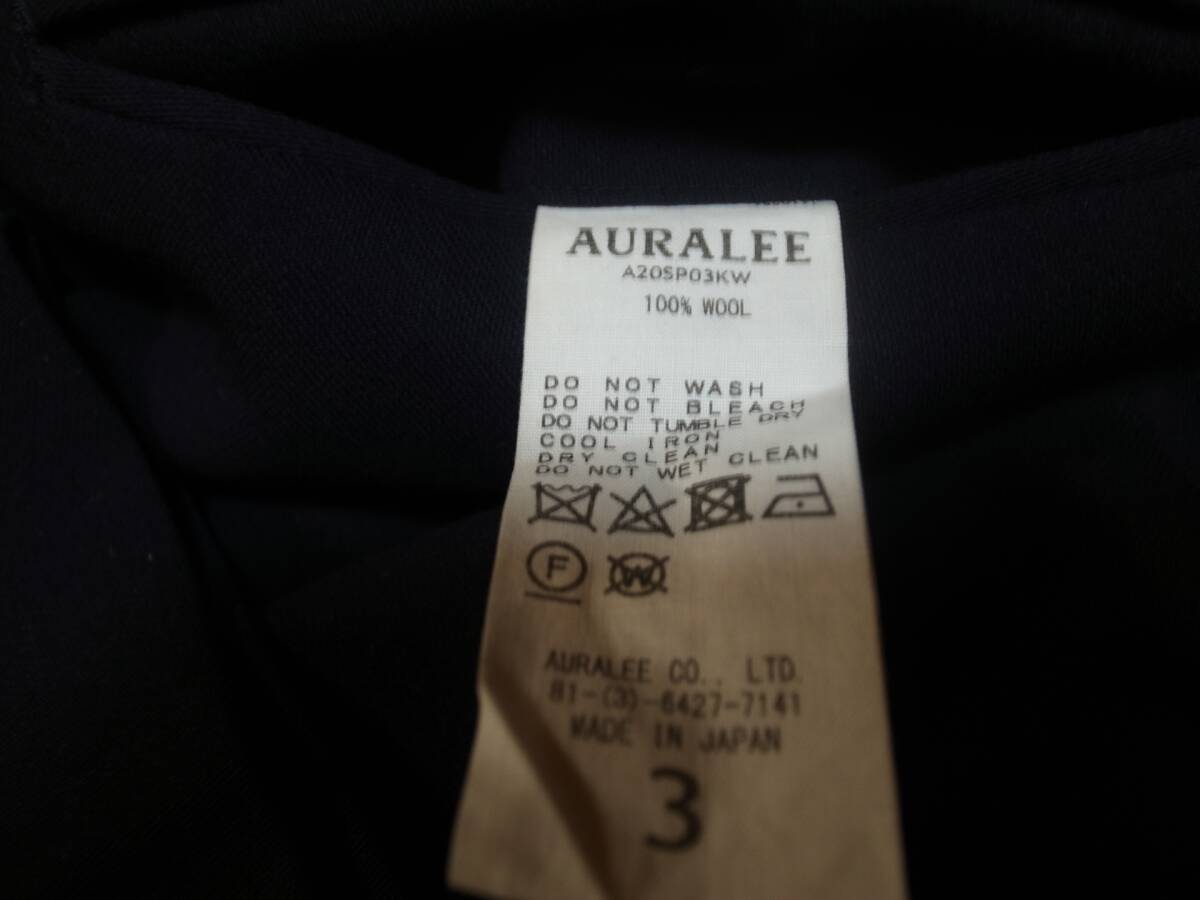 AURALEE
A20SP03KW
100% WOOL
DO NOT WASH
DO NOT BLEACH
DO NOT TUMBLE DRY
COOL IRON
DRY CLEAN
DO NOT WET CLEAN
F W
AURALEE CO., LTD.
81-(3)-6427-7141
MADE IN JAPAN
3